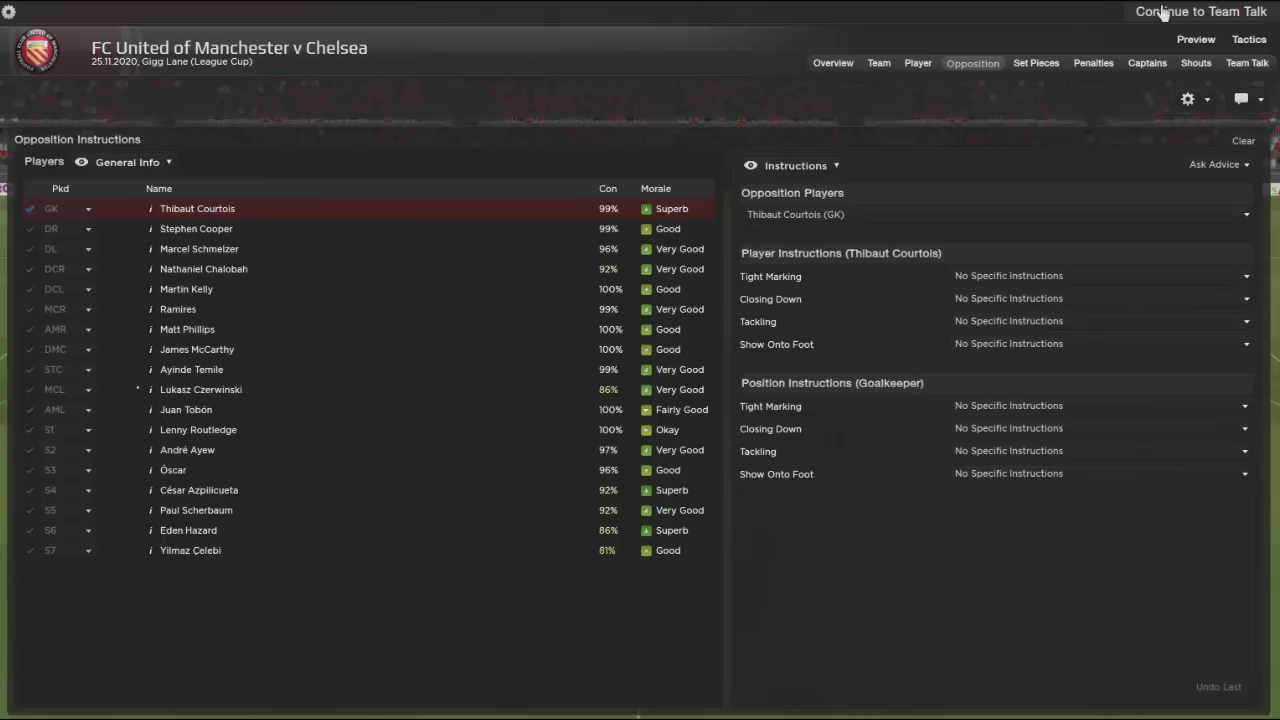 Continue to Team Talk
FC United of Manchester v Chelsea
25.11.2020, Gigg Lane (League Cup)
Preview Tactics
Overview Team Player Opposition Set Pieces Penalties Captains Shouts Team Talk
Opposition Instructions
Clear
Players General Info
Pkd Name Con Morale
GK i Thibaut Courtois 99% Superb
DR i Stephen Cooper 99% Good
DL i Marcel Schmelzer 96% Very Good
DCR i Nathaniel Chalobah 92% Very Good
DCL i Martin Kelly 100% Good
MCR i Ramires 99% Very Good
AMR i Matt Phillips 100% Good
DMC i James McCarthy 100% Good
STC i Ayinde Temile 99% Very Good
MCL * i Lukasz Czerwinski 86% Very Good
AML i Juan Tobón 100% Fairly Good
S1 i Lenny Routledge 100% Okay
S2 i André Ayew 97% Very Good
S3 i Óscar 96% Good
S4 i César Azpilicueta 92% Superb
S5 i Paul Scherbaum 92% Very Good
S6 i Eden Hazard 86% Superb
S7 i Yilmaz Çelebi 81% Good
Instructions Ask Advice
Opposition Players
Thibaut Courtois (GK)
Player Instructions (Thibaut Courtois)
Tight Marking No Specific Instructions
Closing Down No Specific Instructions
Tackling No Specific Instructions
Show Onto Foot No Specific Instructions
Position Instructions (Goalkeeper)
Tight Marking No Specific Instructions
Closing Down No Specific Instructions
Tackling No Specific Instructions
Show Onto Foot No Specific Instructions
Undo Last